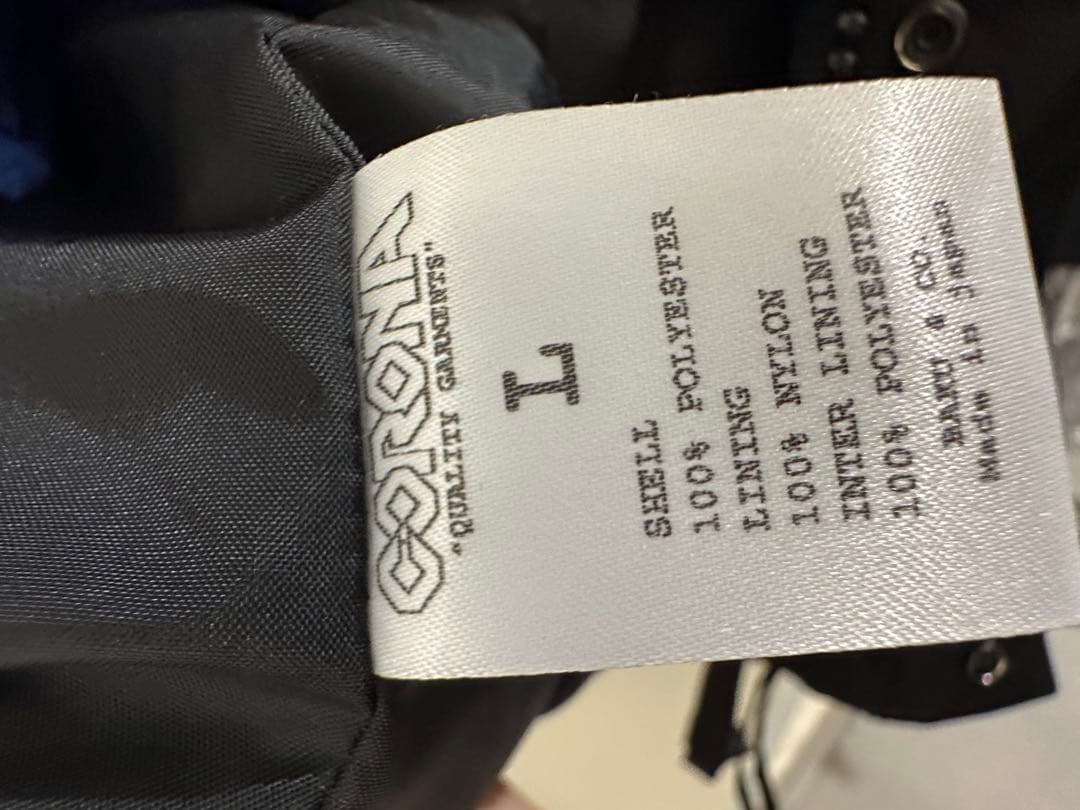 CORONA
"QUALITY GARMENTS"
L
SHELL
100% POLYESTER
LINING
100% NYLON
INTER LINING
100% POLYESTER
BAKU & CO.
Made in Japan